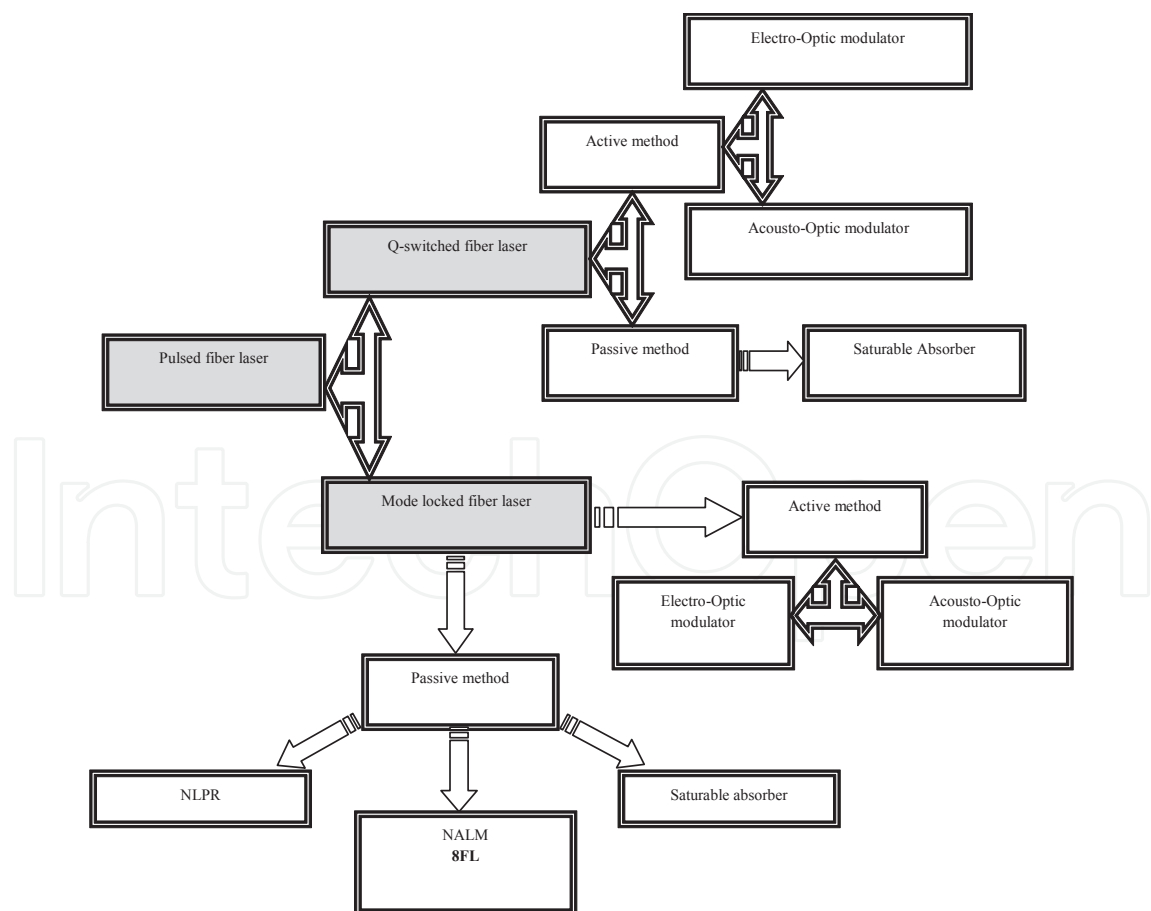 Electro-Optic modulator
Active method
Acousto-Optic modulator
Q-switched fiber laser
Passive method
Saturable Absorber
Pulsed fiber laser
Mode locked fiber laser
Active method
Electro-Optic
modulator
Acousto-Optic
modulator
Passive method
NLPR
NALM
8FL
Saturable absorber
IntechOpen